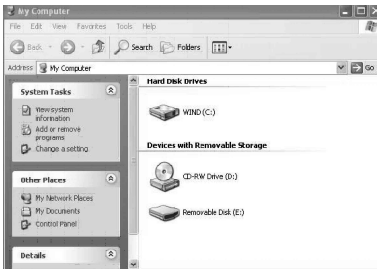 My Computer
File Edit View Favorites Tools Help
Back Search Folders
Address My Computer Go
System Tasks
View system
information
Add or remove
programs
Change a setting
Other Places
My Network Places
My Documents
Control Panel
Details
Hard Disk Drives
WIND (C:)
Devices with Removable Storage
CD-RW Drive (D:)
Removable Disk (E:)